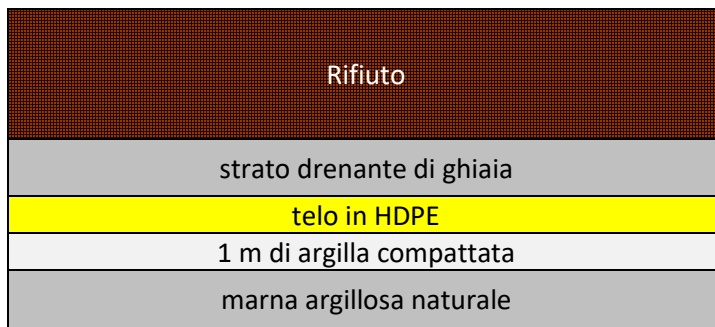 Rifiuto
strato drenante di ghiaia
telo in HDPE
1 m di argilla compattata
marna argillosa naturale